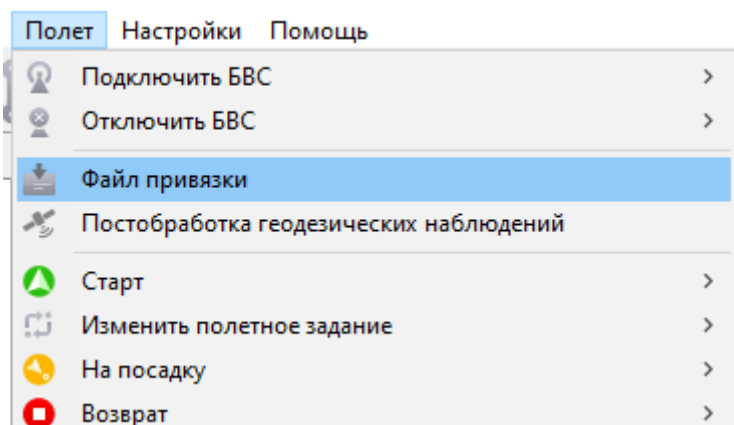 Полет Настройки Помощь
Подключить БВС
Отключить БВС
Файл привязки
Постобработка геодезических наблюдений
Старт
Изменить полетное задание
На посадку
Возврат